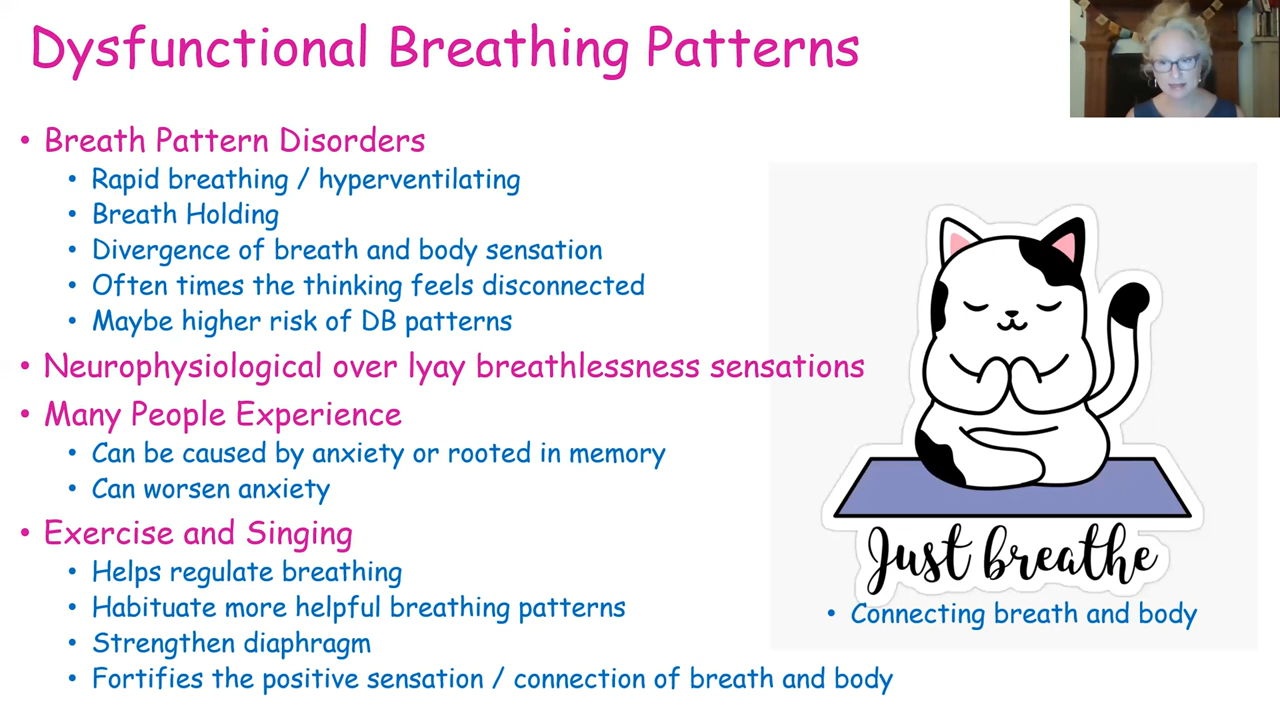 Dysfunctional Breathing Patterns
• Breath Pattern Disorders
• Rapid breathing / hyperventilating
• Breath Holding
• Divergence of breath and body sensation
• Often times the thinking feels disconnected
• Maybe higher risk of DB patterns
• Neurophysiological over lyay breathlessness sensations
• Many People Experience
• Can be caused by anxiety or rooted in memory
• Can worsen anxiety
• Exercise and Singing
• Helps regulate breathing
• Habituate more helpful breathing patterns
• Strengthen diaphragm
• Fortifies the positive sensation / connection of breath and body
Just breathe
• Connecting breath and body